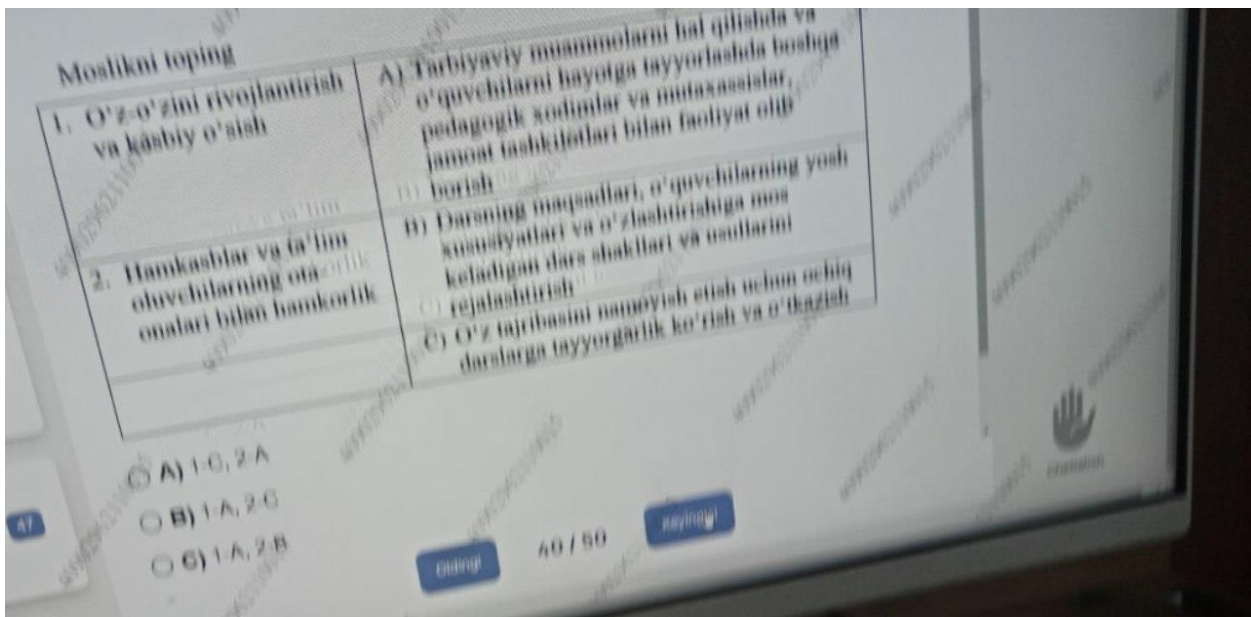 Moslikni toping
1. O'z-o'zini rivojlantirish
va kasbiy o'sish
2. Hamkasblar va ta'lim
oluvchilarning ota-
onalari bilan hamkorlik
A) Tarbiyaviy muammolarni hal qilishda va
o'quvchilarni hayotga tayyorlashda boshqa
pedagogik xodimlar va mutaxassislar,
jamoat tashkilotlari bilan faoliyat olib
borish
B) Darsning maqsadlari, o'quvchilarning yosh
xususiyatlari va o'zlashtirishiga mos
keladigan dars shakllari va usullarini
rejalashtirish
C) O'z tajribasini namoyish etish uchun ochiq
darslarga tayyorgarlik ko'rish va o'tkazish
A) 1-C, 2-A
B) 1-A, 2-C
C) 1-A, 2-B
47
Oldingi
40 / 50
Keyingi